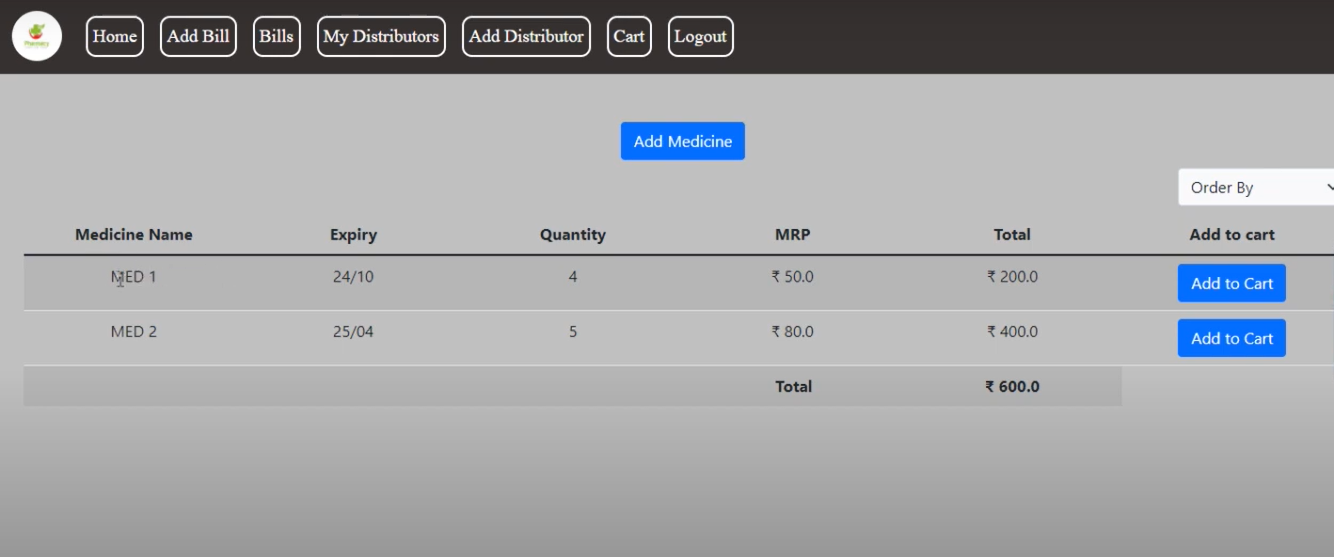 Pharmacy
Home Add Bill Bills My Distributors Add Distributor Cart Logout
Add Medicine
Order By
Medicine Name Expiry Quantity MRP Total Add to cart
MED 1 24/10 4 ₹ 50.0 ₹ 200.0 Add to Cart
MED 2 25/04 5 ₹ 80.0 ₹ 400.0 Add to Cart
Total ₹ 600.0